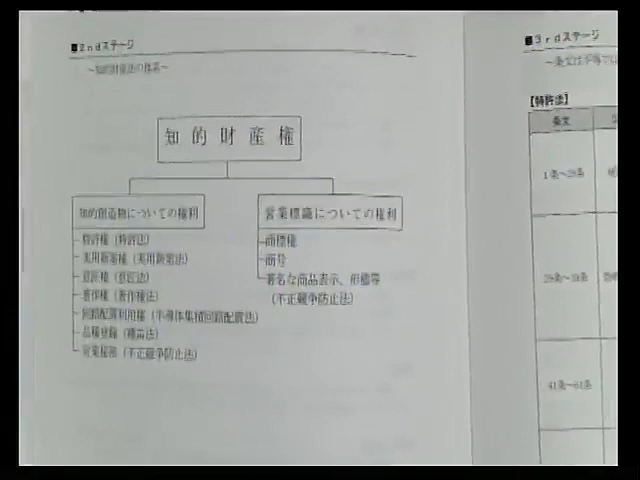 ■2ndステージ
～知的財産法の体系～
知的財産権
知的創造物についての権利
営業標識についての権利
特許権（特許法）
実用新案権（実用新案法）
意匠権（意匠法）
著作権（著作権法）
回路配置利用権（半導体集積回路配置法）
品種登録（種苗法）
営業秘密（不正競争防止法）
商標権
商号
著名な商品表示、形態等
（不正競争防止法）
■3rdステージ
【特許法】
条文
1条～28条
41条～61条